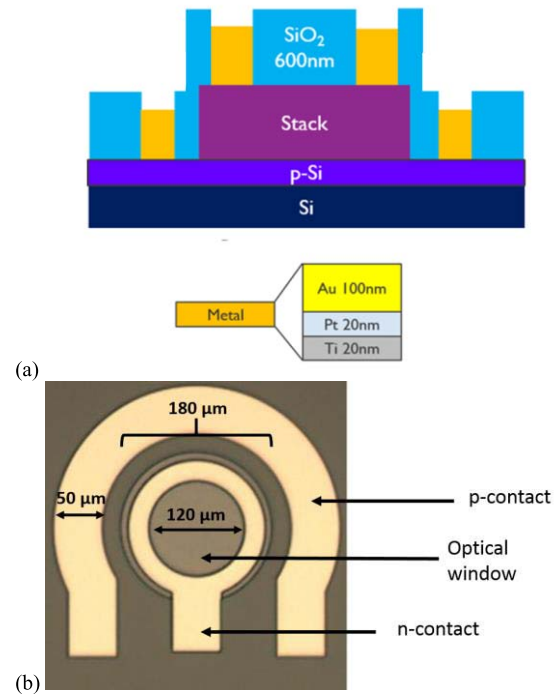 SiO₂
600nm
Stack
p-Si
Si
Metal
Au 100nm
Pt 20nm
Ti 20nm
(a)
180 µm
50 µm
120 µm
p-contact
Optical
window
n-contact
(b)